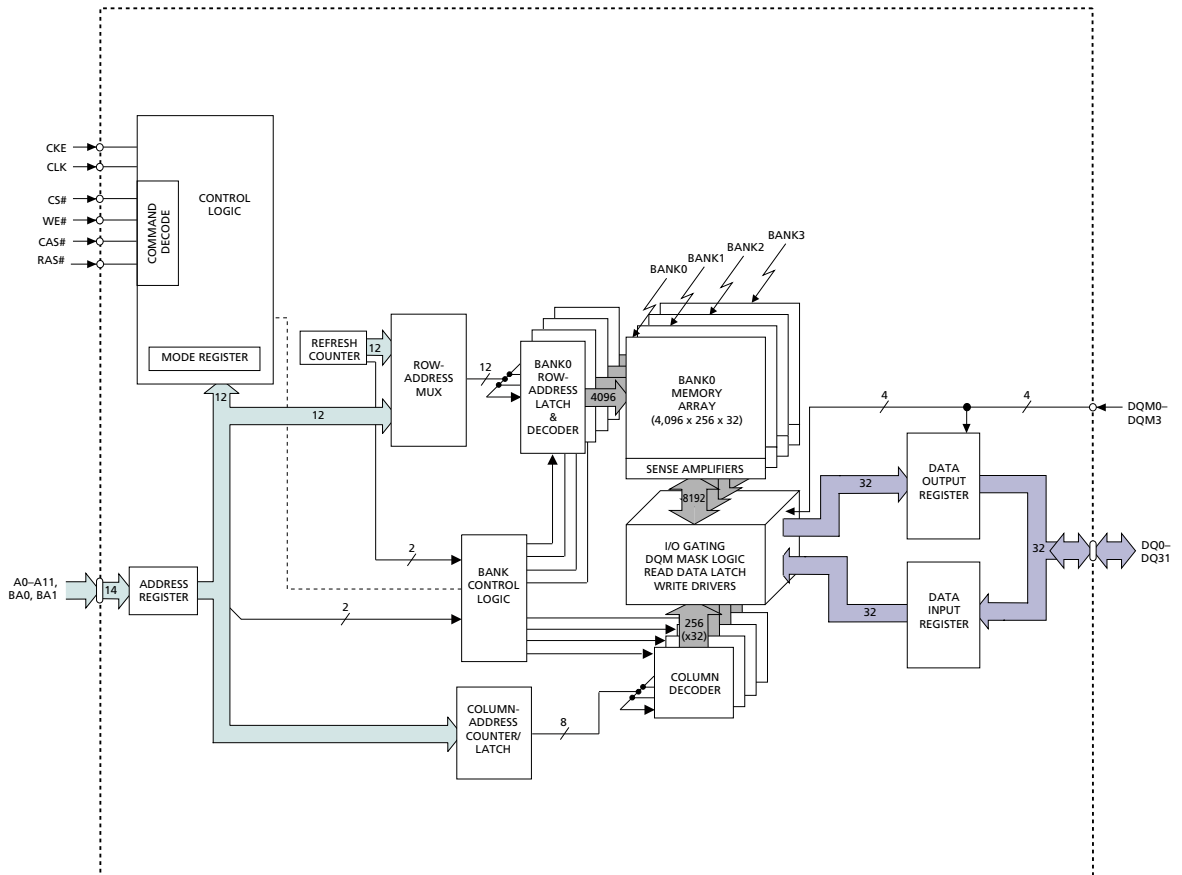 CKE
CLK
CS#
WE#
CAS#
RAS#
COMMAND
DECODE
CONTROL
LOGIC
MODE REGISTER
12
12
REFRESH
COUNTER
12
ROW-
ADDRESS
MUX
12
BANK0
ROW-
ADDRESS
LATCH
&
DECODER
4096
BANK0
BANK1
BANK2
BANK3
BANK0
MEMORY
ARRAY
(4,096 x 256 x 32)
SENSE AMPLIFIERS
8192
I/O GATING
DQM MASK LOGIC
READ DATA LATCH
WRITE DRIVERS
256
(x32)
COLUMN
DECODER
4
4
DQM0–
DQM3
DATA
OUTPUT
REGISTER
32
32
DQ0–
DQ31
DATA
INPUT
REGISTER
32
A0–A11,
BA0, BA1
14
ADDRESS
REGISTER
2
2
BANK
CONTROL
LOGIC
COLUMN-
ADDRESS
COUNTER/
LATCH
8